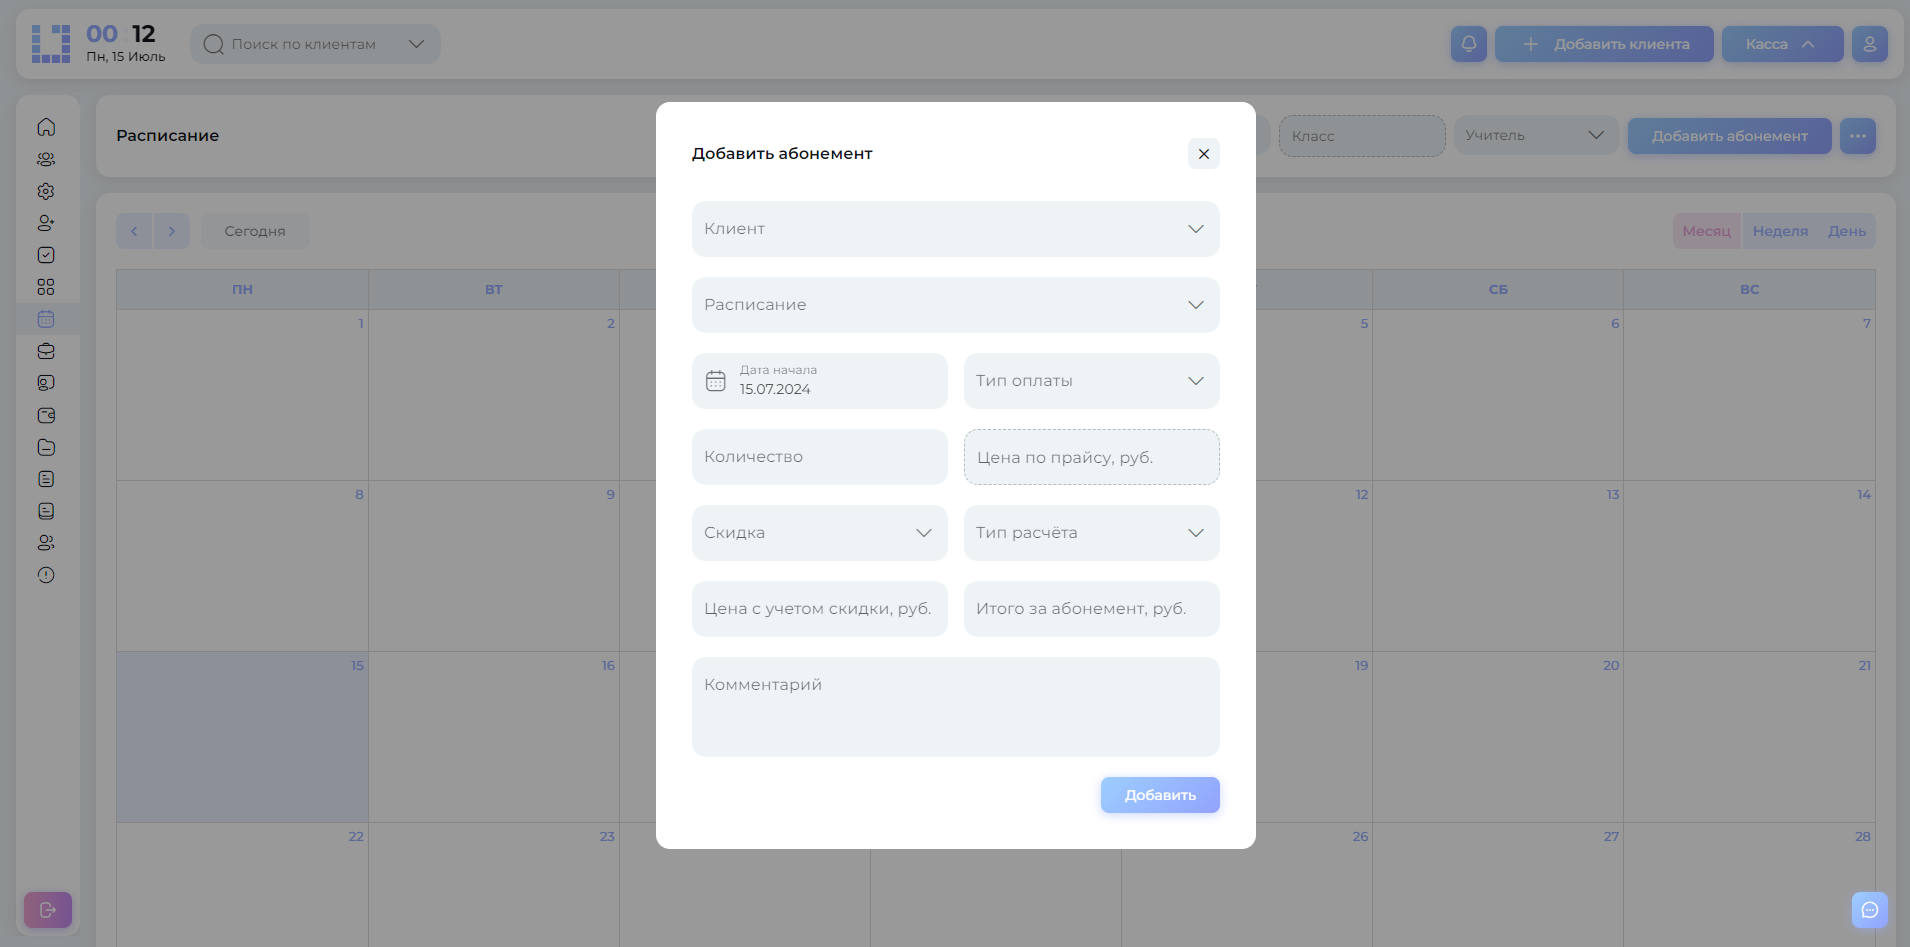 00 12
Пн, 15 Июль
Поиск по клиентам
Добавить клиента
Касса
Расписание
Класс
Учитель
Добавить абонемент
Сегодня
Месяц
Неделя
День
ПН
ВТ
СБ
ВС
1
2
5
6
7
8
9
12
13
14
15
16
19
20
21
22
23
26
27
28
Добавить абонемент
Клиент
Расписание
Дата начала
15.07.2024
Тип оплаты
Количество
Цена по прайсу, руб.
Скидка
Тип расчёта
Цена с учетом скидки, руб.
Итого за абонемент, руб.
Комментарий
Добавить